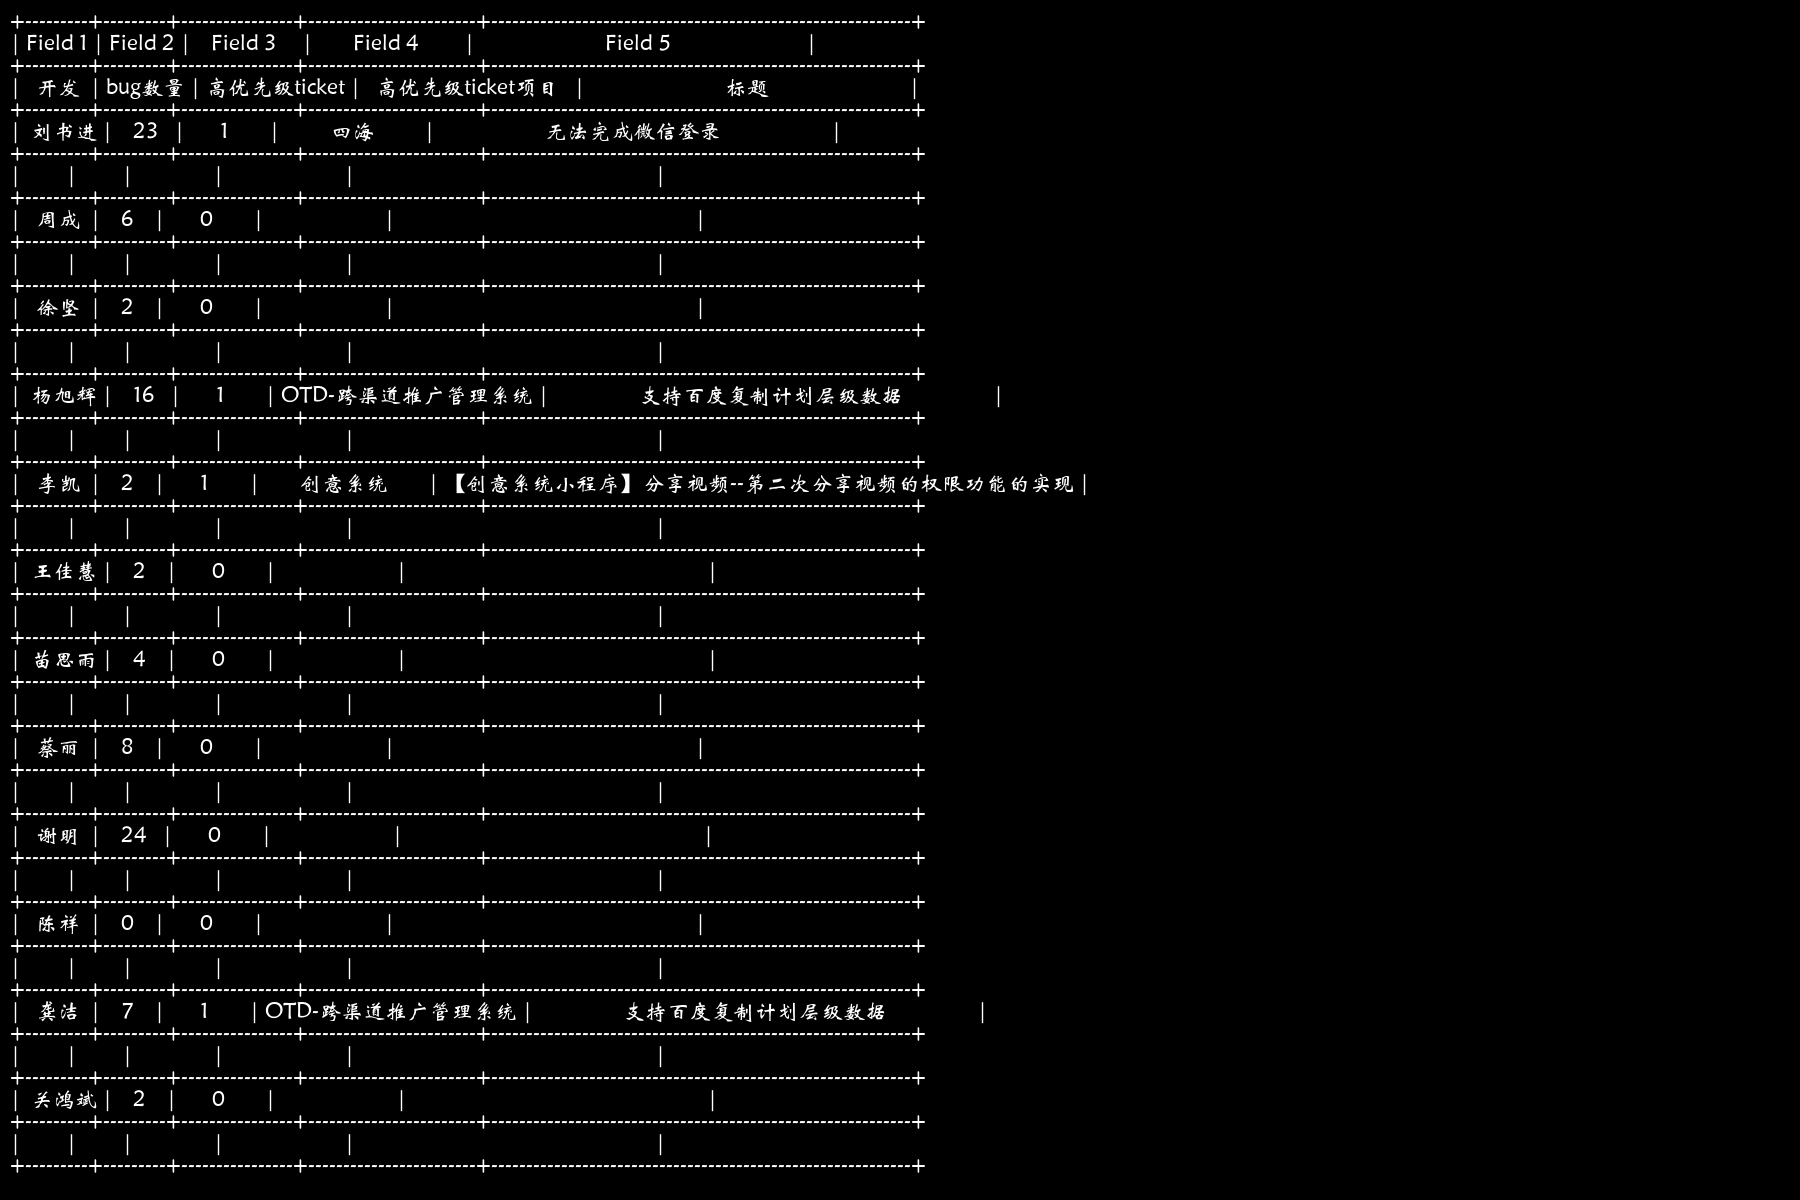 Field 1 | Field 2 | Field 3 | Field 4 | Field 5
开发 | bug数量 | 高优先级ticket | 高优先级ticket项目 | 标题
刘书进 | 23 | 1 | 四海 | 无法完成微信登录
周成 | 6 | 0
徐坚 | 2 | 0
杨旭辉 | 16 | 1 | OTD-跨渠道推广管理系统 | 支持百度复制计划层级数据
李凯 | 2 | 1 | 创意系统 | 【创意系统小程序】分享视频--第二次分享视频的权限功能的实现
王佳慧 | 2 | 0
苗思雨 | 4 | 0
蔡丽 | 8 | 0
谢明 | 24 | 0
陈祥 | 0 | 0
龚洁 | 7 | 1 | OTD-跨渠道推广管理系统 | 支持百度复制计划层级数据
关鸿斌 | 2 | 0